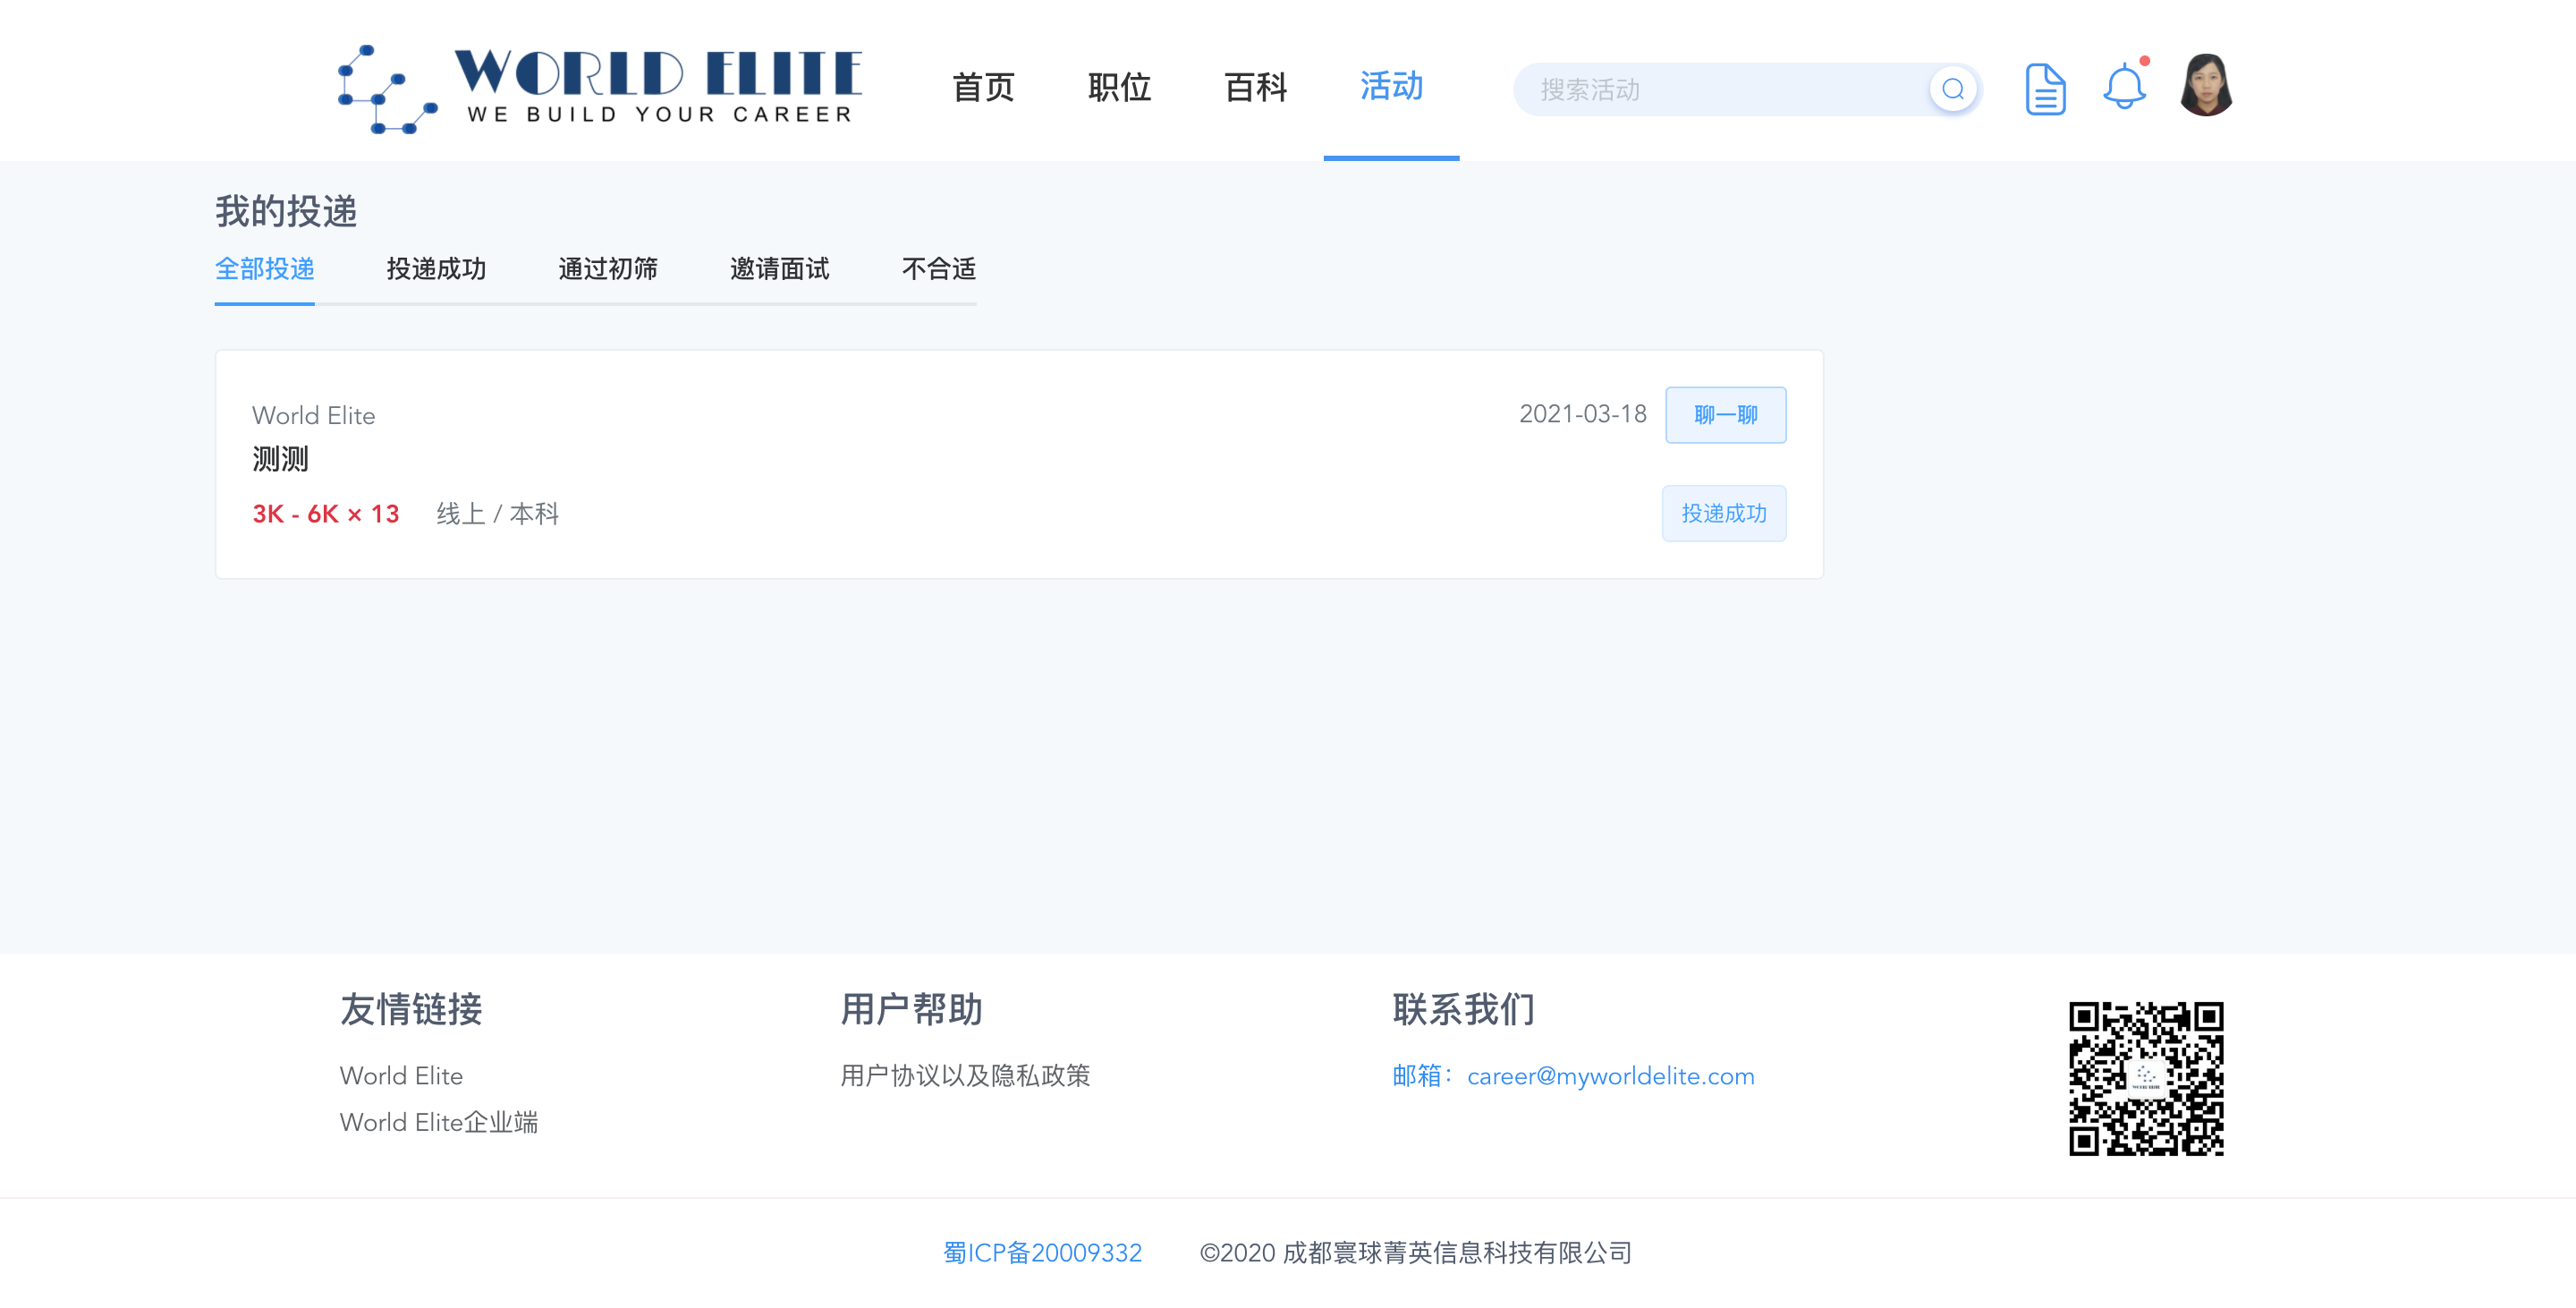 WORLD ELITE
WE BUILD YOUR CAREER
首页 职位 百科 活动 搜索活动
我的投递
全部投递 投递成功 通过初筛 邀请面试 不合适
World Elite 2021-03-18 聊一聊
测测
3K - 6K × 13 线上 / 本科 投递成功
友情链接 用户帮助 联系我们
World Elite 用户协议以及隐私政策 邮箱：career@myworldelite.com
World Elite企业端
WORLD ELITE
蜀ICP备20009332 ©2020 成都寰球菁英信息科技有限公司